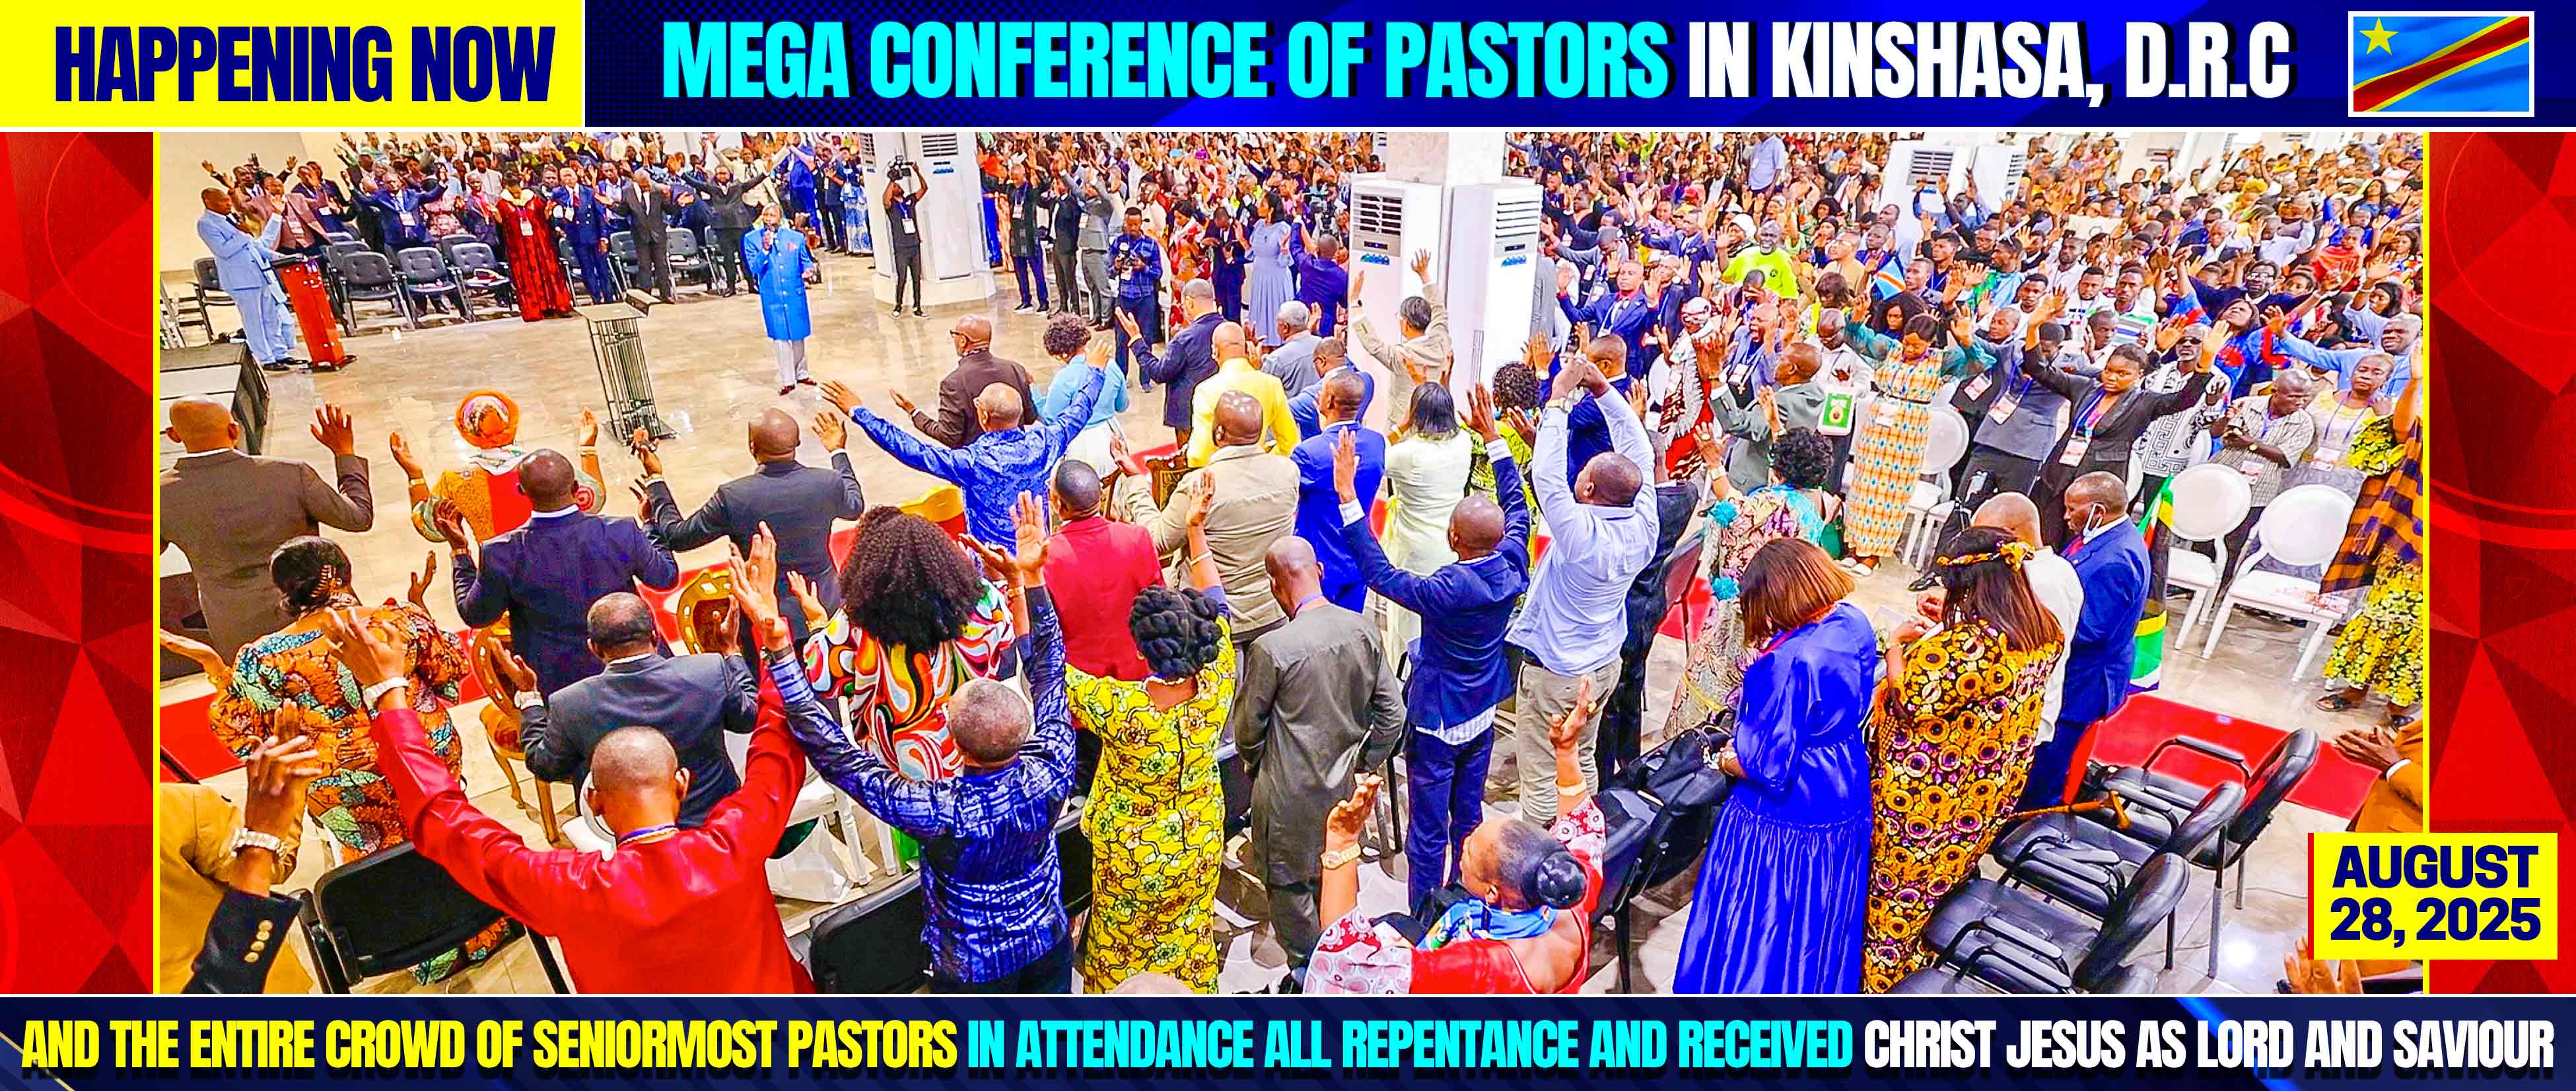 HAPPENING NOW
MEGA CONFERENCE OF PASTORS IN KINSHASA, D.R.C
AUGUST
28, 2025
AND THE ENTIRE CROWD OF SENIORMOST PASTORS IN ATTENDANCE ALL REPENTANCE AND RECEIVED CHRIST JESUS AS LORD AND SAVIOUR